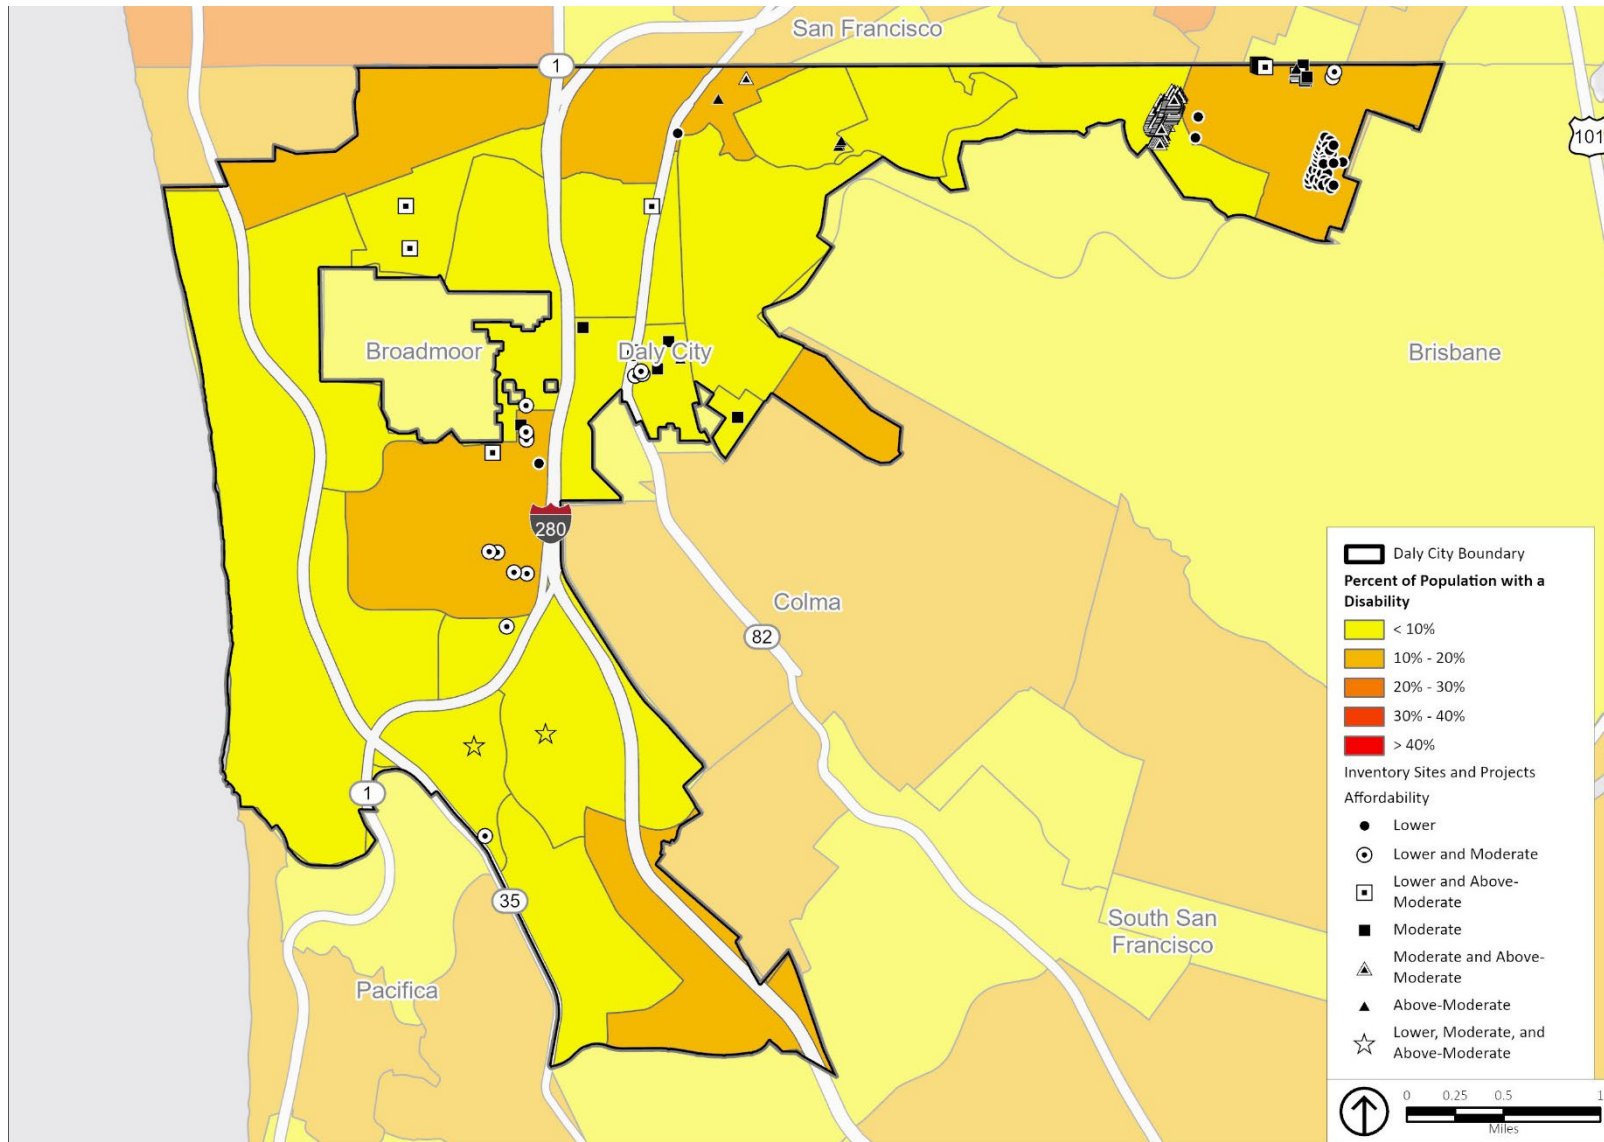 San Francisco
1
101
Broadmoor
Daly City
Brisbane
280
Colma
82
1
35
Pacifica
South San
Francisco
Daly City Boundary
Percent of Population with a
Disability
< 10%
10% - 20%
20% - 30%
30% - 40%
> 40%
Inventory Sites and Projects
Affordability
Lower
Lower and Moderate
Lower and Above-
Moderate
Moderate
Moderate and Above-
Moderate
Above-Moderate
Lower, Moderate, and
Above-Moderate
0 0.25 0.5 1
Miles